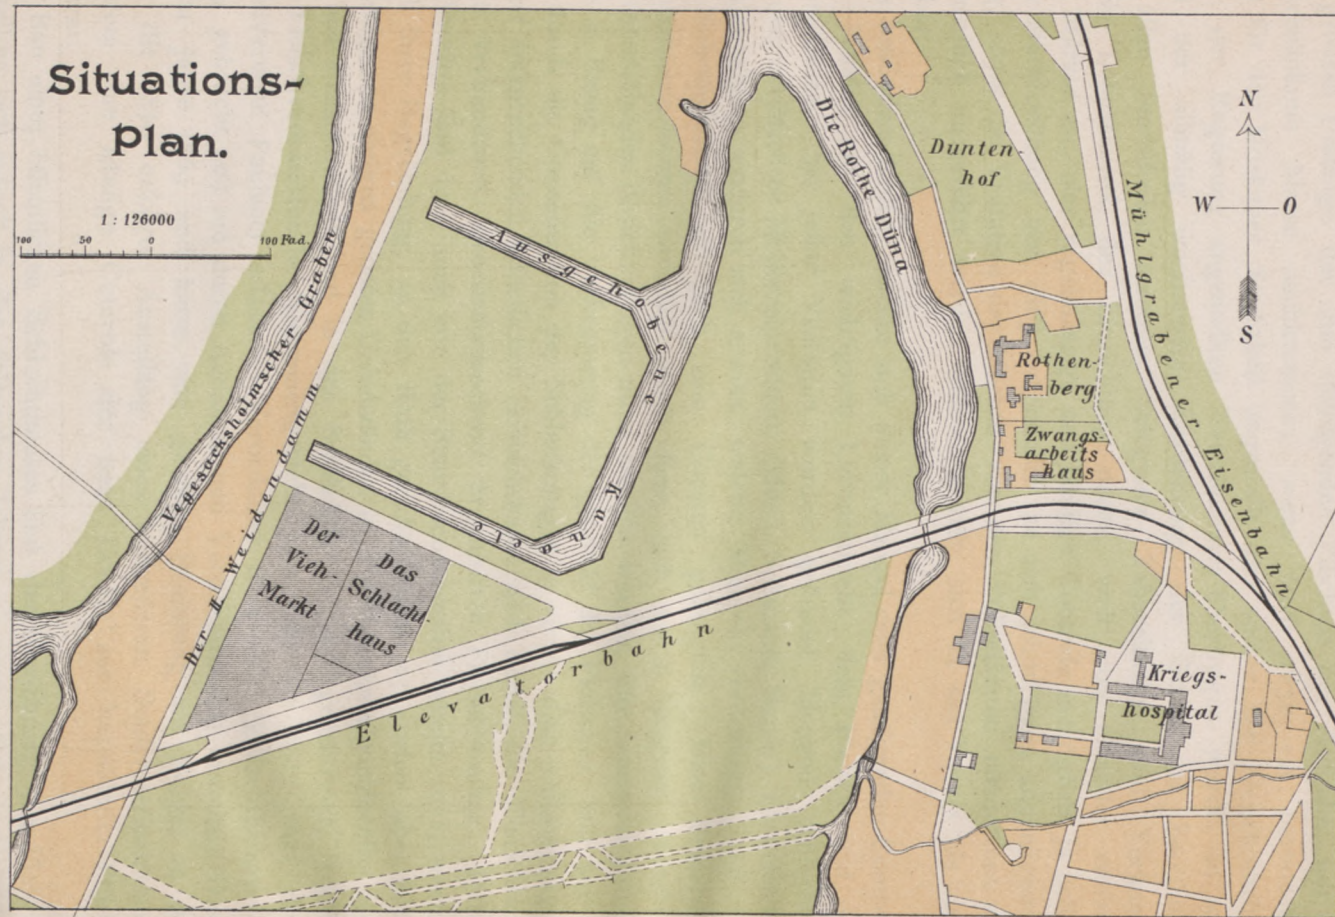 Situations-
Plan.
1 : 126000
100 50 0 100 Fad.
N
W O
S
Vegesacksholmscher Graben
Der II Weidendamm
Ausgehobene Kanaele
Die Rothe Düna
Dunten-
hof
Mühlgrabener Eisenbahn
Rothen-
berg
Zwangs-
arbeits
haus
Der
Vieh-
Markt
Das
Schlacht-
haus
Elevatorbahn
Kriegs-
hospital